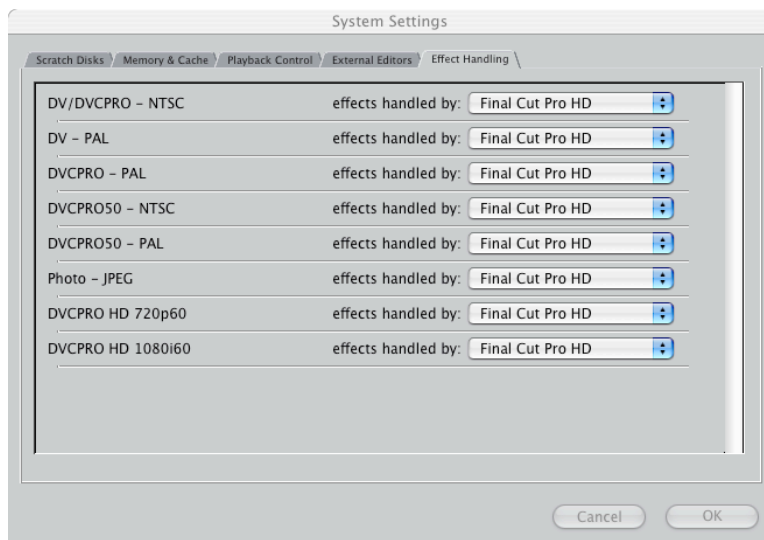 System Settings
Scratch Disks Memory & Cache Playback Control External Editors Effect Handling
DV/DVCPRO – NTSC effects handled by: Final Cut Pro HD
DV – PAL effects handled by: Final Cut Pro HD
DVCPRO – PAL effects handled by: Final Cut Pro HD
DVCPRO50 – NTSC effects handled by: Final Cut Pro HD
DVCPRO50 – PAL effects handled by: Final Cut Pro HD
Photo – JPEG effects handled by: Final Cut Pro HD
DVCPRO HD 720p60 effects handled by: Final Cut Pro HD
DVCPRO HD 1080i60 effects handled by: Final Cut Pro HD
Cancel OK